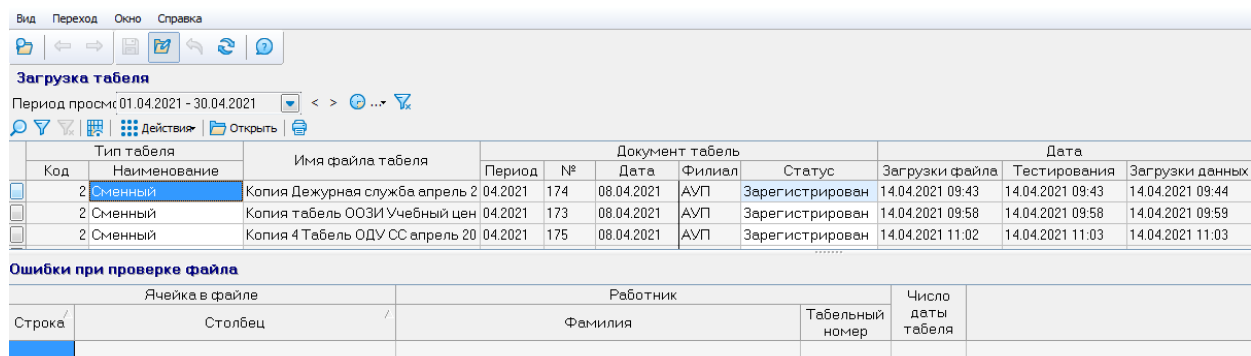 Вид Переход Окно Справка
Загрузка табеля
Период просмо 01.04.2021 - 30.04.2021 < > ...
Действия Открыть
Тип табеля Имя файла табеля Документ табель Дата
Код Наименование Период № Дата Филиал Статус Загрузки файла Тестирования Загрузки данных
2 Сменный Копия Дежурная служба апрель 2 04.2021 174 08.04.2021 АУП Зарегистрирован 14.04.2021 09:43 14.04.2021 09:43 14.04.2021 09:44
2 Сменный Копия табель ООЗИ Учебный цен 04.2021 173 08.04.2021 АУП Зарегистрирован 14.04.2021 09:58 14.04.2021 09:58 14.04.2021 09:59
2 Сменный Копия 4 Табель ОДУ СС апрель 20 04.2021 175 08.04.2021 АУП Зарегистрирован 14.04.2021 11:02 14.04.2021 11:03 14.04.2021 11:03
Ошибки при проверке файла
Ячейка в файле Работник Число даты табеля
Строка Столбец Фамилия Табельный номер